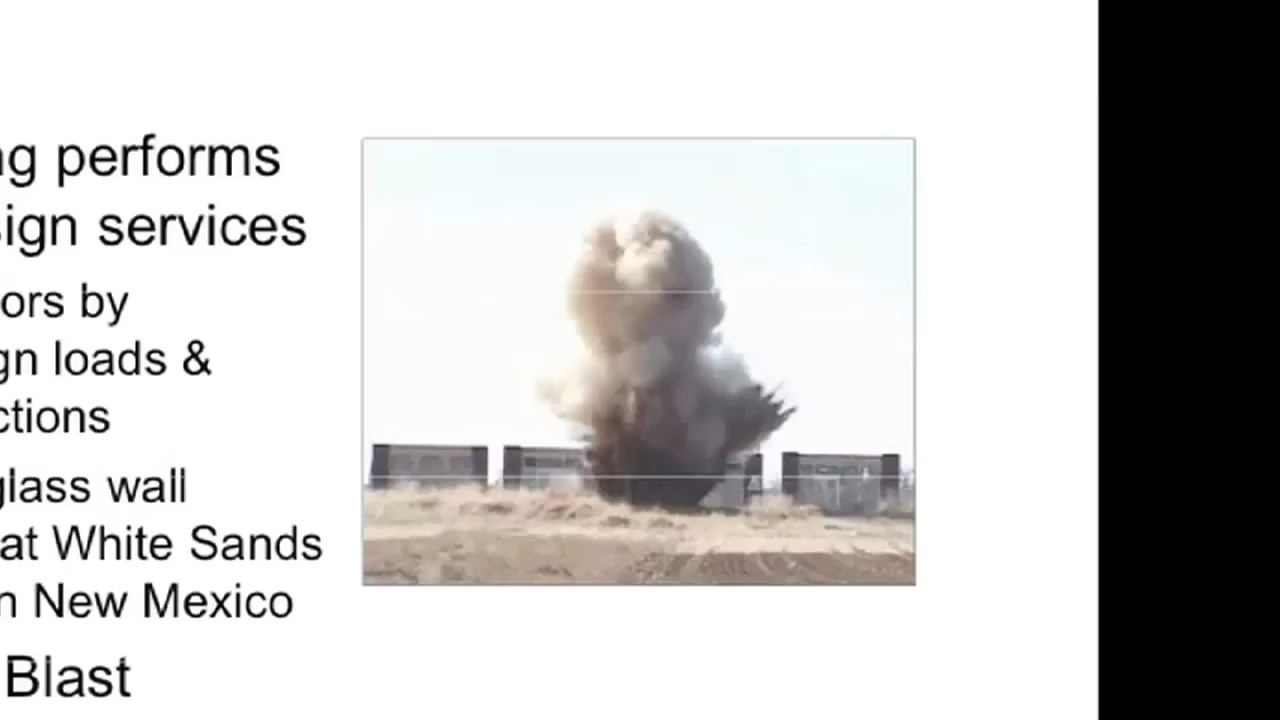 ng performs
sign services
ors by
gn loads &
ctions
glass wall
at White Sands
n New Mexico
Blast